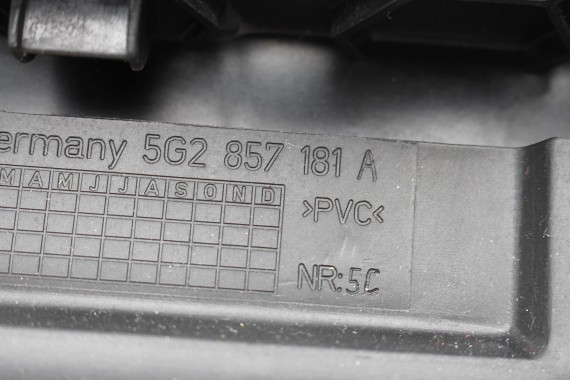 ermany 5G2 857 181 A
M A M J J A S O N D
>PVC<
NR:5C